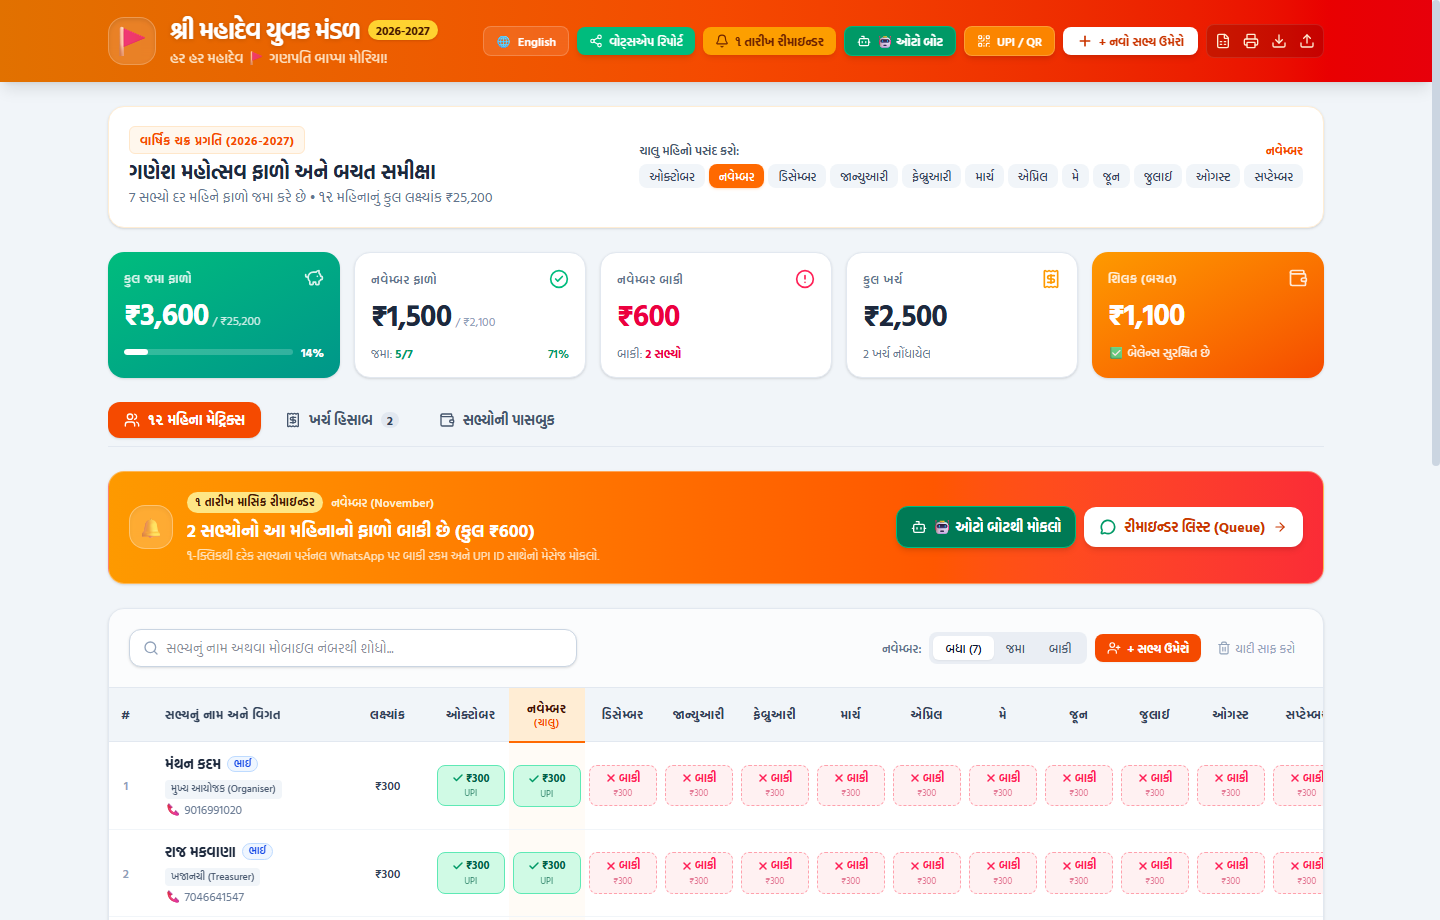 શ્રી મહાદેવ યુવક મંડળ 2026-2027
હર હર મહાદેવ 🚩 ગણપતિ બાપ્પા મોરિયા!
🌐 English
વોટ્સએપ રિપોર્ટ
૧ તારીખ રીમાઇન્ડર
🤖 ઓટો બોટ
UPI / QR
+ નવો સભ્ય ઉમેરો
વાર્ષિક ચક્ર પ્રગતિ (2026-2027)
ગણેશ મહોત્સવ ફાળો અને બચત સમીક્ષા
7 સભ્યો દર મહિને ફાળો જમા કરે છે • ૧૨ મહિનાનું કુલ લક્ષ્યાંક ₹25,200
ચાલુ મહિનો પસંદ કરો: નવેમ્બર
ઓક્ટોબર નવેમ્બર ડિસેમ્બર જાન્યુઆરી ફેબ્રુઆરી માર્ચ એપ્રિલ મે જૂન જુલાઈ ઓગસ્ટ સપ્ટેમ્બર
કુલ જમા ફાળો
₹3,600 / ₹25,200
14%
નવેમ્બર ફાળો
₹1,500 / ₹2,100
જમા: 5/7 71%
નવેમ્બર બાકી
₹600
બાકી: 2 સભ્યો
કુલ ખર્ચ
₹2,500
2 ખર્ચ નોંધાયેલ
શિલક (બચત)
₹1,100
✅ બેલેન્સ સુરક્ષિત છે
૧૨ મહિના મેટ્રિક્સ
ખર્ચ હિસાબ 2
સભ્યોની પાસબુક
૧ તારીખ માસિક રીમાઇન્ડર નવેમ્બર (November)
2 સભ્યોનો આ મહિનાનો ફાળો બાકી છે (કુલ ₹600)
૧-ક્લિકથી દરેક સભ્યના પર્સનલ WhatsApp પર બાકી રકમ અને UPI ID સાથેનો મેસેજ મોકલો.
🤖 ઓટો બોટથી મોકલો
રીમાઇન્ડર લિસ્ટ (Queue)
સભ્યનું નામ અથવા મોબાઇલ નંબરથી શોધો...
નવેમ્બર: બધા (7) જમા બાકી
+ સભ્ય ઉમેરો
યાદી સાફ કરો
# સભ્યનું નામ અને વિગત લક્ષ્યાંક ઓક્ટોબર નવેમ્બર (ચાલુ) ડિસેમ્બર જાન્યુઆરી ફેબ્રુઆરી માર્ચ એપ્રિલ મે જૂન જુલાઈ ઓગસ્ટ સપ્ટેમ્બર
મંથન કદમ ભાઈ
1 મુખ્ય આયોજક (Organiser) ₹300
📞 9016991020
✓ ₹300 ✓ ₹300 ✕ બાકી ✕ બાકી ✕ બાકી ✕ બાકી ✕ બાકી ✕ બાકી ✕ બાકી ✕ બાકી ✕ બાકી ✕ બાકી
UPI UPI ₹300 ₹300 ₹300 ₹300 ₹300 ₹300 ₹300 ₹300 ₹300 ₹300
રાજ મકવાણા ભાઈ
2 ખજાનચી (Treasurer) ₹300
📞 7046641547
✓ ₹300 ✓ ₹300 ✕ બાકી ✕ બાકી ✕ બાકી ✕ બાકી ✕ બાકી ✕ બાકી ✕ બાકી ✕ બાકી ✕ બાકી ✕ બાકી
UPI UPI ₹300 ₹300 ₹300 ₹300 ₹300 ₹300 ₹300 ₹300 ₹300 ₹300